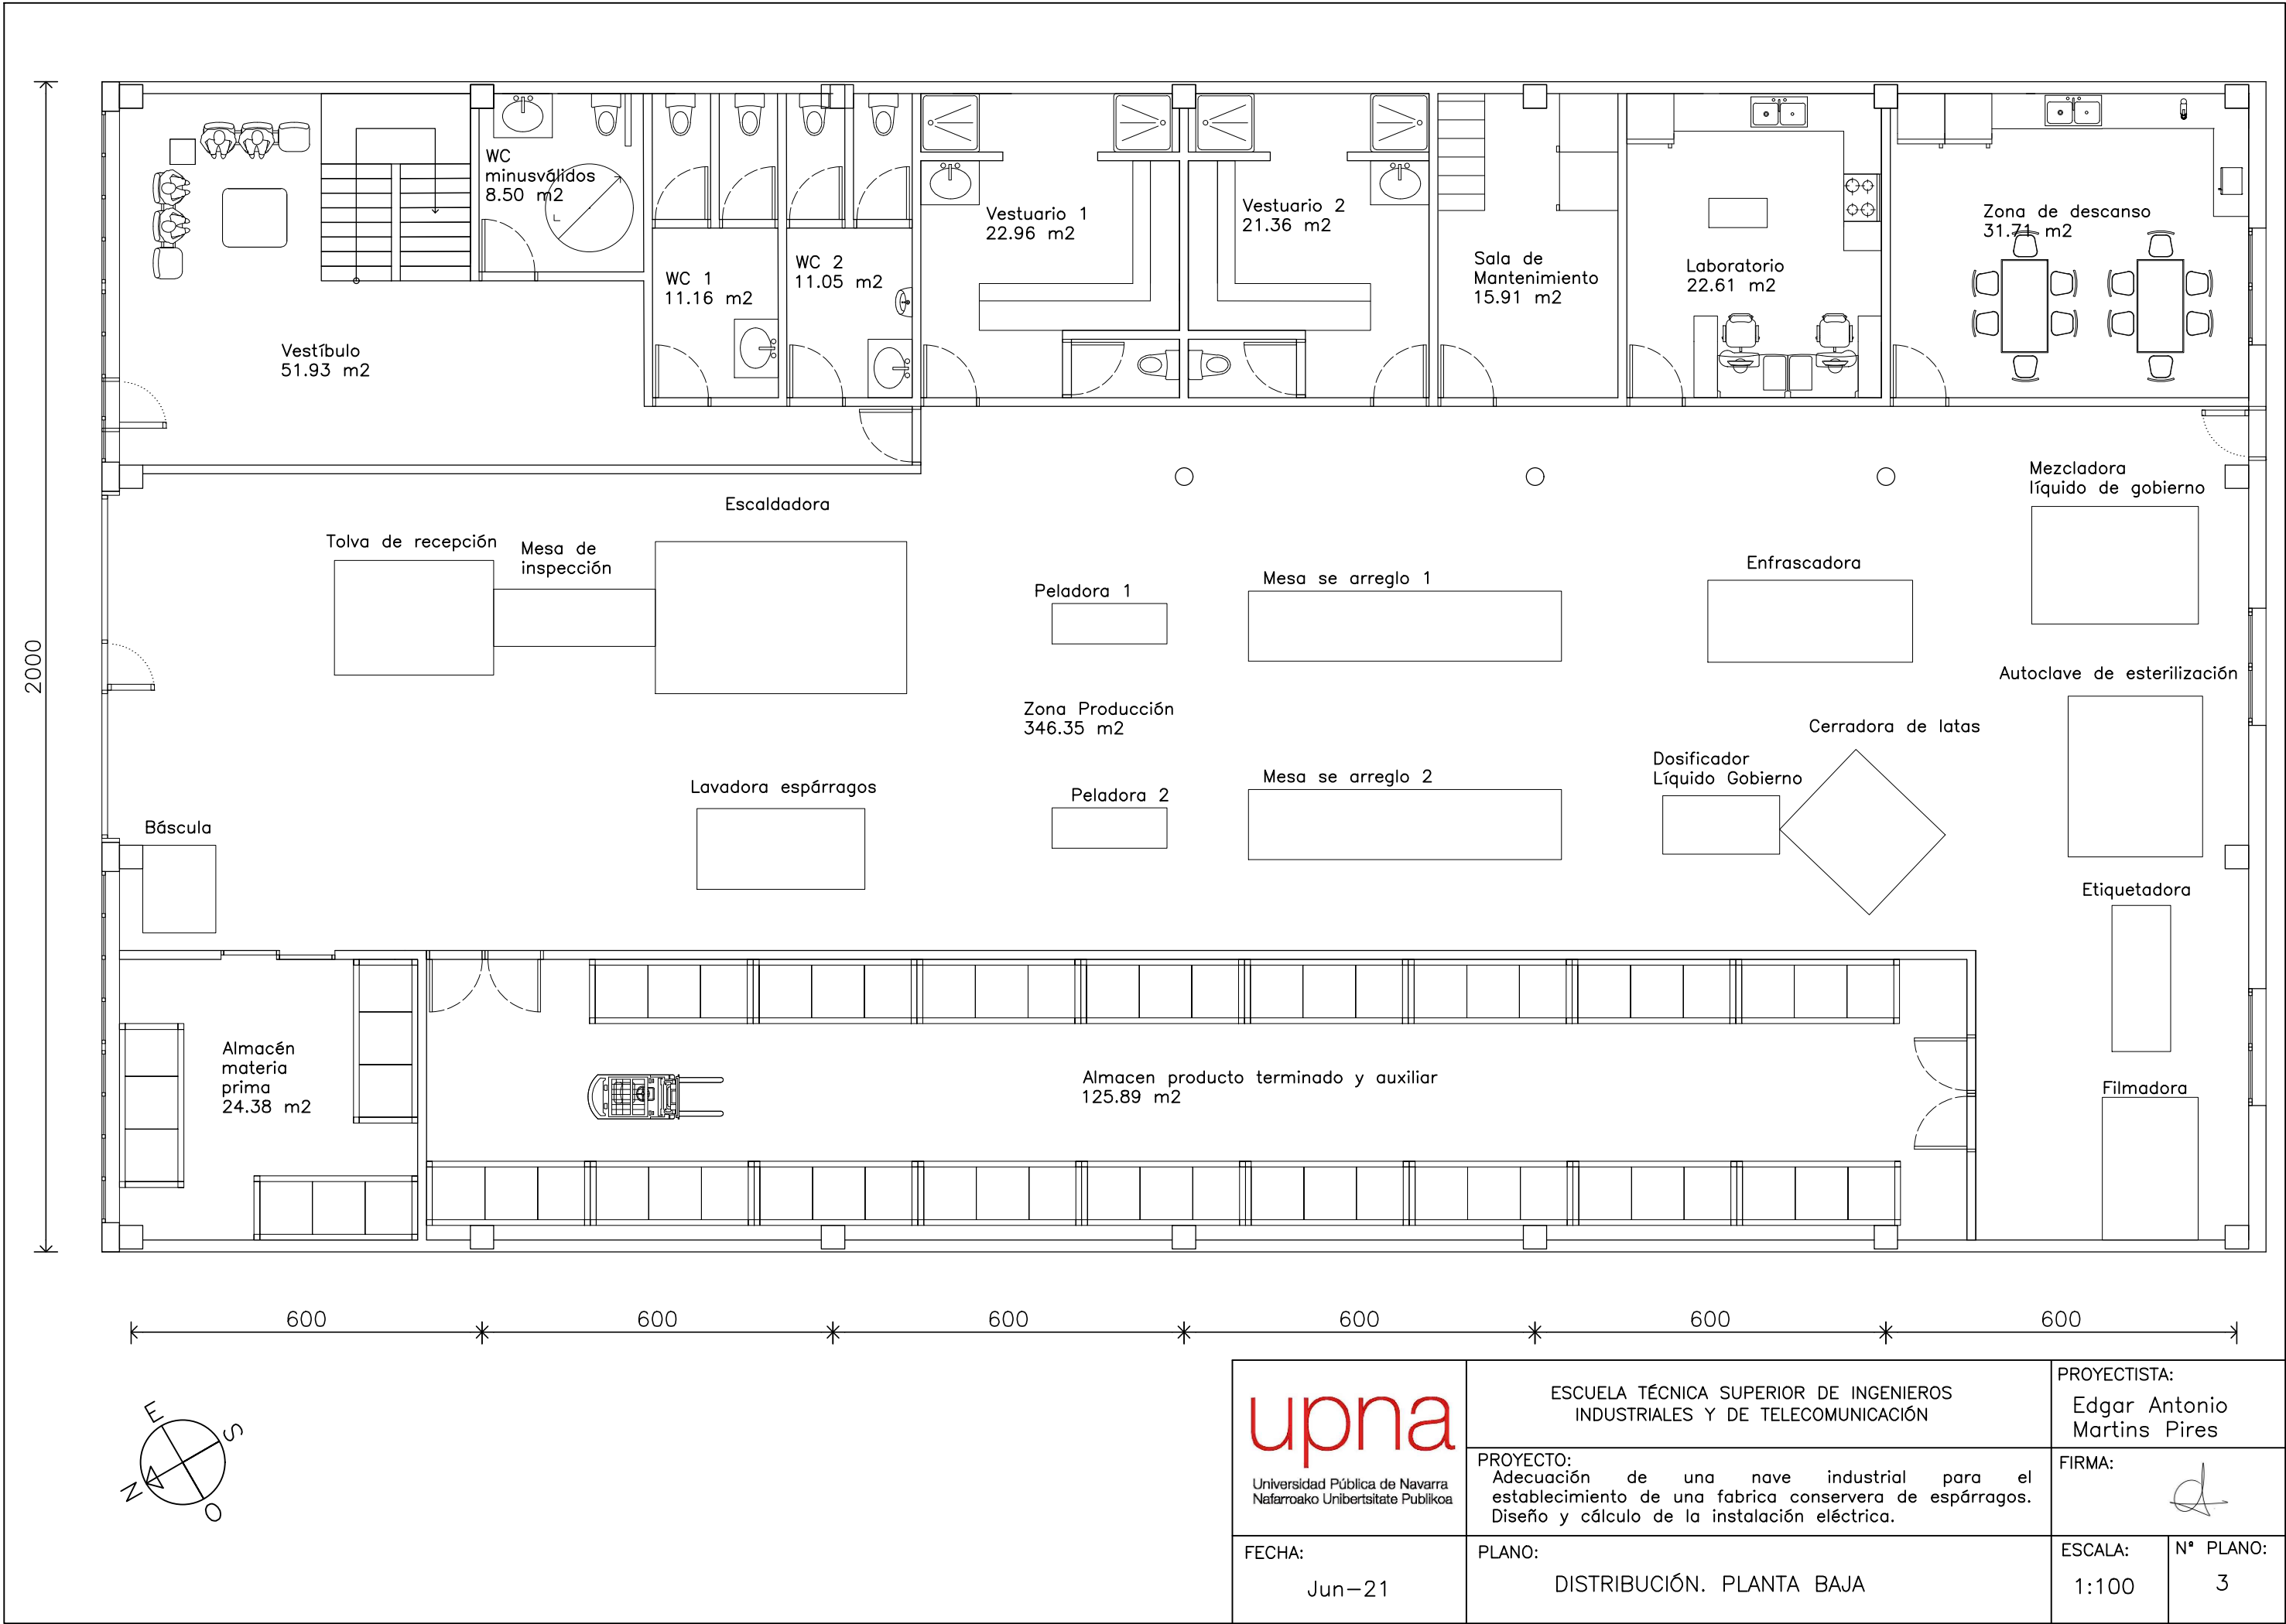 2000
WC
minusválidos
8.50 m2
Vestíbulo
51.93 m2
WC 1
11.16 m2
WC 2
11.05 m2
Vestuario 1
22.96 m2
Vestuario 2
21.36 m2
Sala de
Mantenimiento
15.91 m2
Laboratorio
22.61 m2
Zona de descanso
31.71 m2
Mezcladora
líquido de gobierno
Escaldadora
Tolva de recepción
Mesa de
inspección
Peladora 1
Mesa se arreglo 1
Enfrascadora
Autoclave de esterilización
Zona Producción
346.35 m2
Cerradora de latas
Dosificador
Líquido Gobierno
Lavadora espárragos
Peladora 2
Mesa se arreglo 2
Báscula
Etiquetadora
Almacén
materia
prima
24.38 m2
Almacen producto terminado y auxiliar
125.89 m2
Filmadora
600 600 600 600 600 600
E
S
N
O
upna
Universidad Pública de Navarra
Nafarroako Unibertsitate Publikoa
ESCUELA TÉCNICA SUPERIOR DE INGENIEROS
INDUSTRIALES Y DE TELECOMUNICACIÓN
PROYECTISTA:
Edgar Antonio
Martins Pires
PROYECTO:
Adecuación de una nave industrial para el
establecimiento de una fabrica conservera de espárragos.
Diseño y cálculo de la instalación eléctrica.
FIRMA:
FECHA:
Jun-21
PLANO:
DISTRIBUCIÓN. PLANTA BAJA
ESCALA:
1:100
Nº PLANO:
3